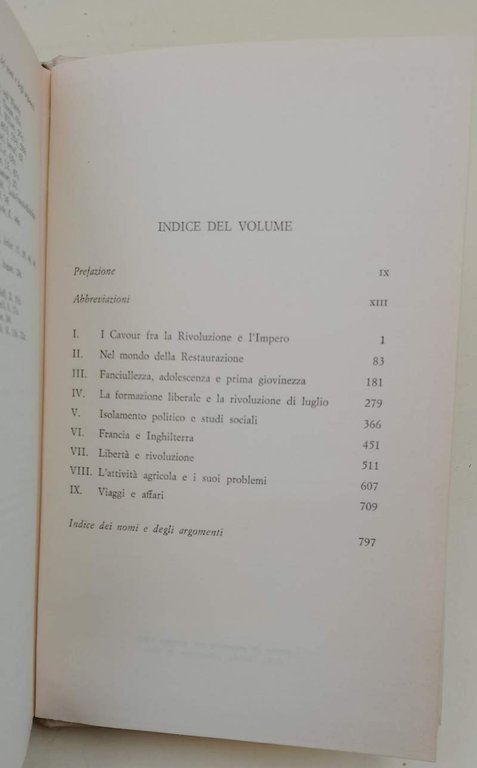 INDICE DEL VOLUME
Prefazione IX
Abbreviazioni XIII
I. I Cavour fra la Rivoluzione e l'Impero 1
II. Nel mondo della Restaurazione 83
III. Fanciullezza, adolescenza e prima giovinezza 181
IV. La formazione liberale e la rivoluzione di luglio 279
V. Isolamento politico e studi sociali 366
VI. Francia e Inghilterra 451
VII. Libertà e rivoluzione 511
VIII. L'attività agricola e i suoi problemi 607
IX. Viaggi e affari 709
Indice dei nomi e degli argomenti 797